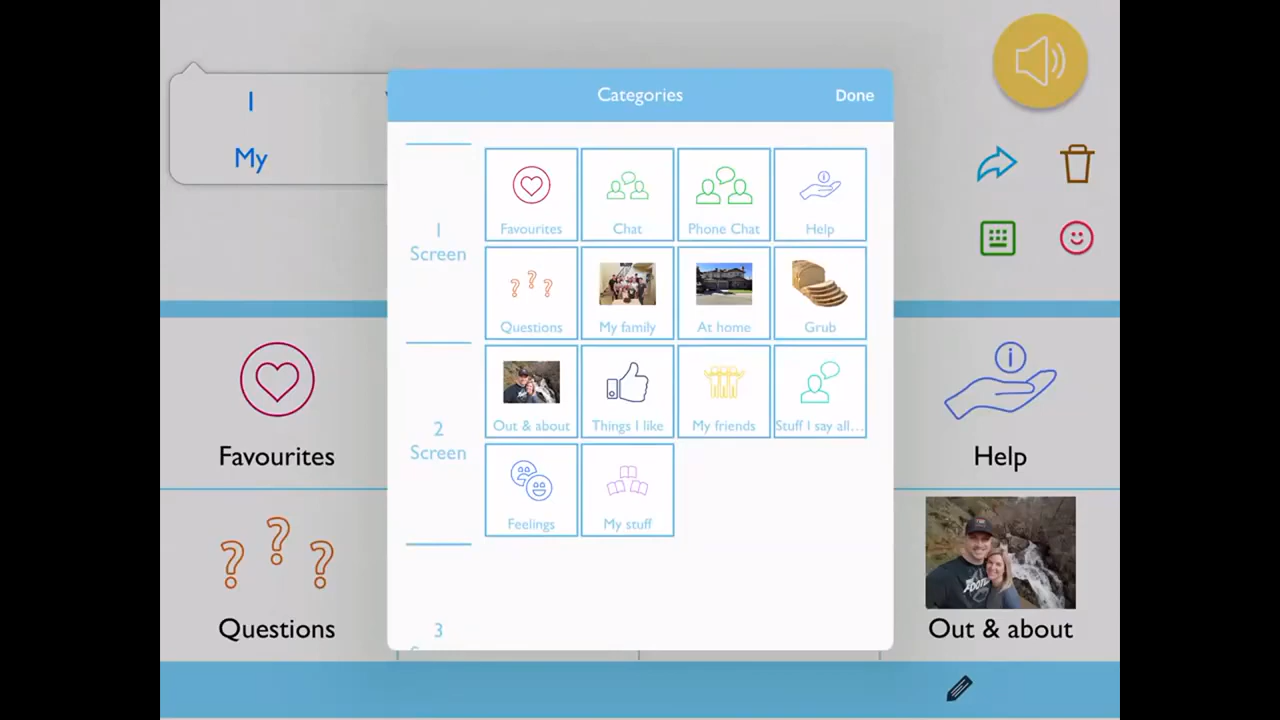 I
My
Categories
Done
1
Screen
Favourites
Chat
Phone Chat
Help
Questions
My family
At home
Grub
2
Screen
Out & about
Things I like
My friends
Stuff I say all...
Feelings
My stuff
3
Favourites
Help
Questions
Out & about